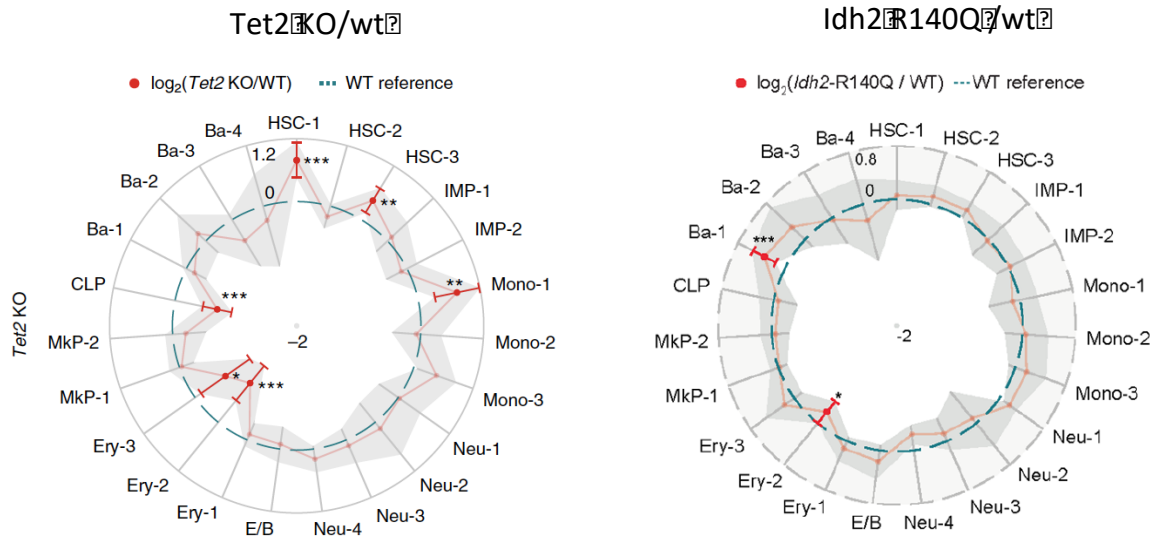 Tet2 KO/wt
Idh2 R140Q /wt
log2(Tet2 KO/WT) WT reference
log2(Idh2-R140Q / WT) WT reference
Tet2 KO
HSC-1
HSC-2
HSC-3
IMP-1
IMP-2
Mono-1
Mono-2
Mono-3
Neu-1
Neu-2
Neu-3
Neu-4
E/B
Ery-1
Ery-2
Ery-3
MkP-1
MkP-2
CLP
Ba-1
Ba-2
Ba-3
Ba-4
1.2
0
–2
***
**
**
***
*
***
HSC-1
HSC-2
HSC-3
IMP-1
IMP-2
Mono-1
Mono-2
Mono-3
Neu-1
Neu-2
Neu-3
Neu-4
E/B
Ery-1
Ery-2
Ery-3
MkP-1
MkP-2
CLP
Ba-1
Ba-2
Ba-3
Ba-4
0.8
0
-2
***
*